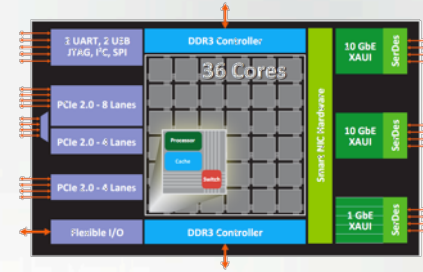 2 UART, 2 USB
JTAG, I²C, SPI
PCIe 2.0 - 8 Lanes
PCIe 2.0 - 4 Lanes
PCIe 2.0 - 4 Lanes
Flexible I/O
DDR3 Controller
36 Cores
Processor
Cache
Switch
DDR3 Controller
Smart NIC Hardware
10 GbE
XAUI
SerDes
10 GbE
XAUI
SerDes
1 GbE
XAUI
SerDes